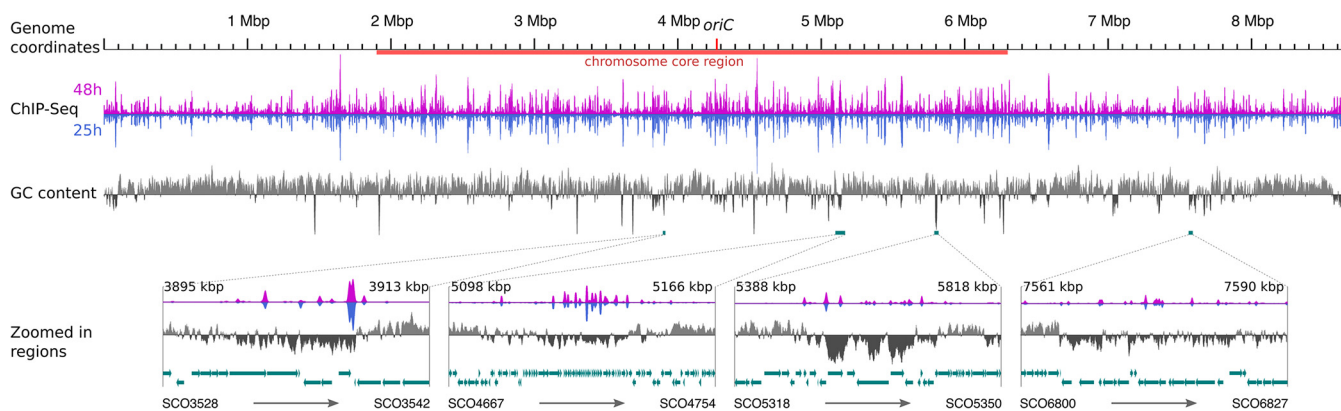 Genome coordinates
1 Mbp 2 Mbp 3 Mbp 4 Mbp oriC 5 Mbp 6 Mbp 7 Mbp 8 Mbp
chromosome core region
48h
ChIP-Seq
25h
GC content
3895 kbp 3913 kbp 5098 kbp 5166 kbp 5388 kbp 5818 kbp 7561 kbp 7590 kbp
Zoomed in
regions
SCO3528 SCO3542 SCO4667 SCO4754 SCO5318 SCO5350 SCO6800 SCO6827